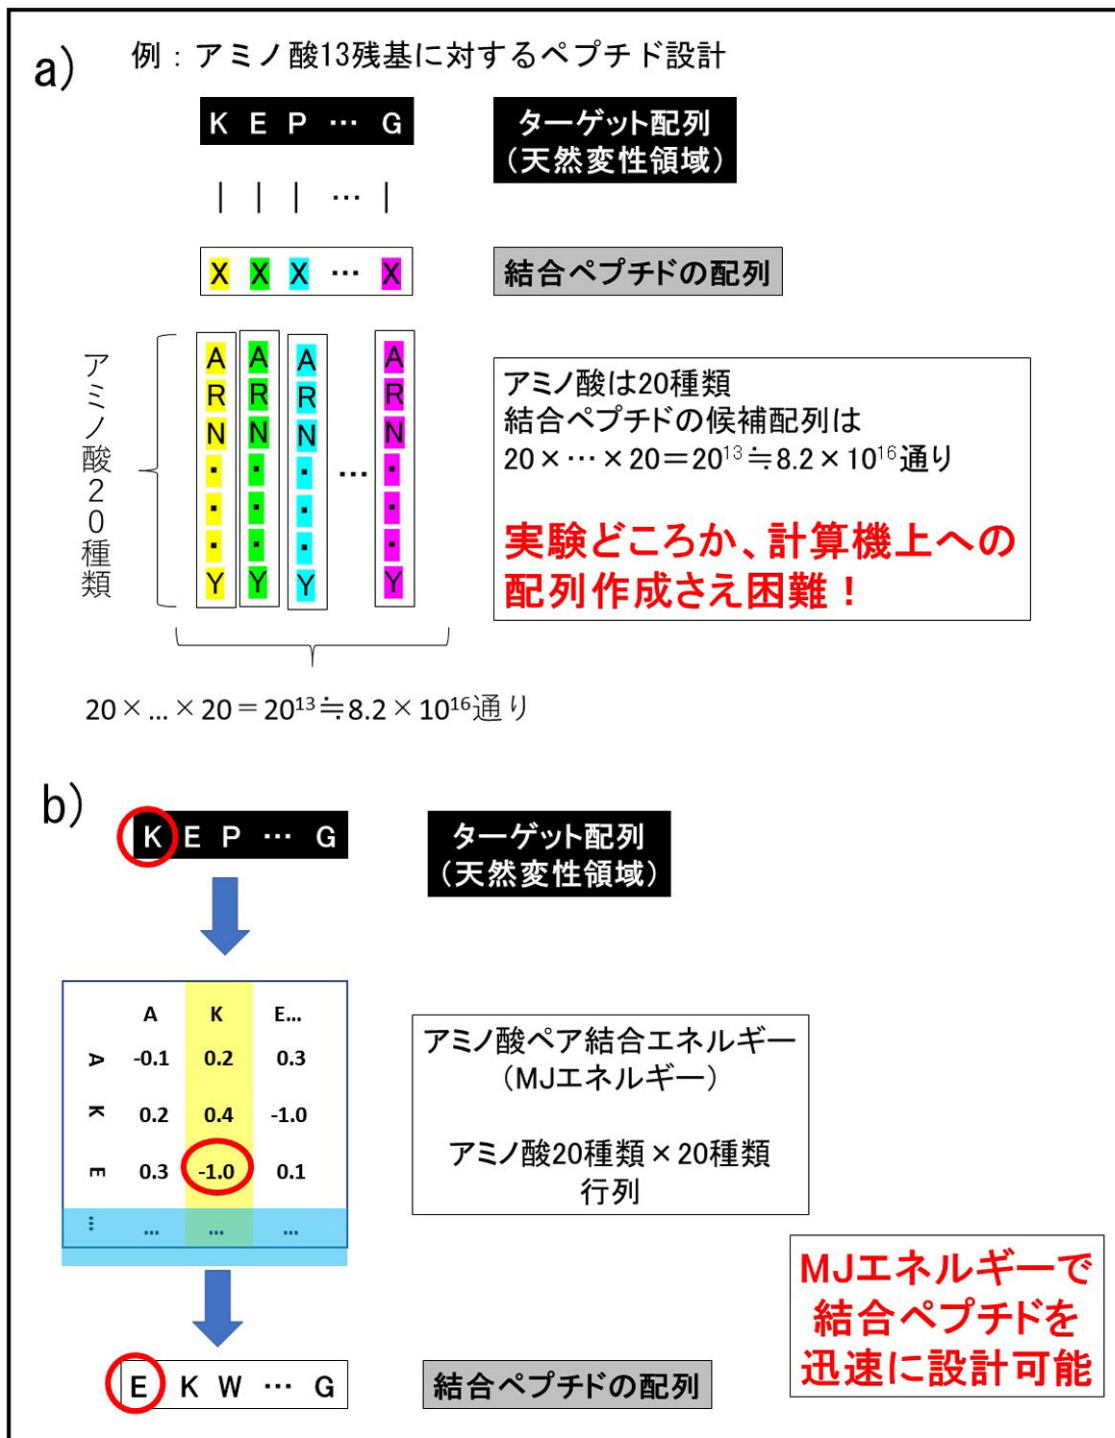 a)
例：アミノ酸13残基に対するペプチド設計
K E P … G
ターゲット配列
（天然変性領域）
| | | … |
X X X … X
結合ペプチドの配列
アミノ酸20種類
A A A A
R R R R
N N N N
・ ・ ・ … ・
・ ・ ・ ・
・ ・ ・ ・
Y Y Y Y
アミノ酸は20種類
結合ペプチドの候補配列は
20×…×20＝20¹³≒8.2×10¹⁶通り
実験どころか、計算機上への
配列作成さえ困難！
20×…×20＝20¹³≒8.2×10¹⁶通り
b)
K E P … G
ターゲット配列
（天然変性領域）
A K E…
A -0.1 0.2 0.3
K 0.2 0.4 -1.0
E 0.3 -1.0 0.1
… … … …
アミノ酸ペア結合エネルギー
（MJエネルギー）
アミノ酸20種類×20種類
行列
MJエネルギーで
結合ペプチドを
迅速に設計可能
E K W … G
結合ペプチドの配列